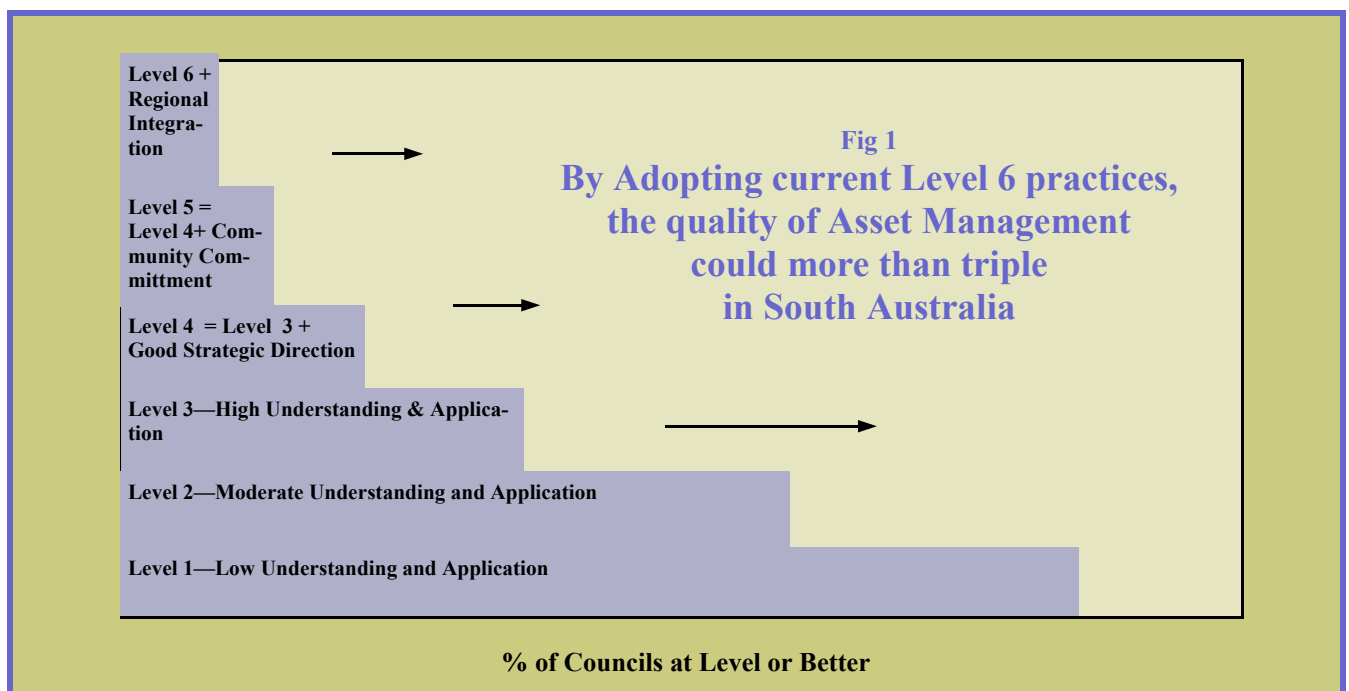 Level 6 +
Regional
Integra-
tion
Fig 1
By Adopting current Level 6 practices,
the quality of Asset Management
could more than triple
in South Australia
Level 5 =
Level 4+ Com-
munity Com-
mittment
Level 4  = Level  3 +
Good Strategic Direction
Level 3—High Understanding & Applica-
tion
Level 2—Moderate Understanding and Application
Level 1—Low Understanding and Application
% of Councils at Level or Better